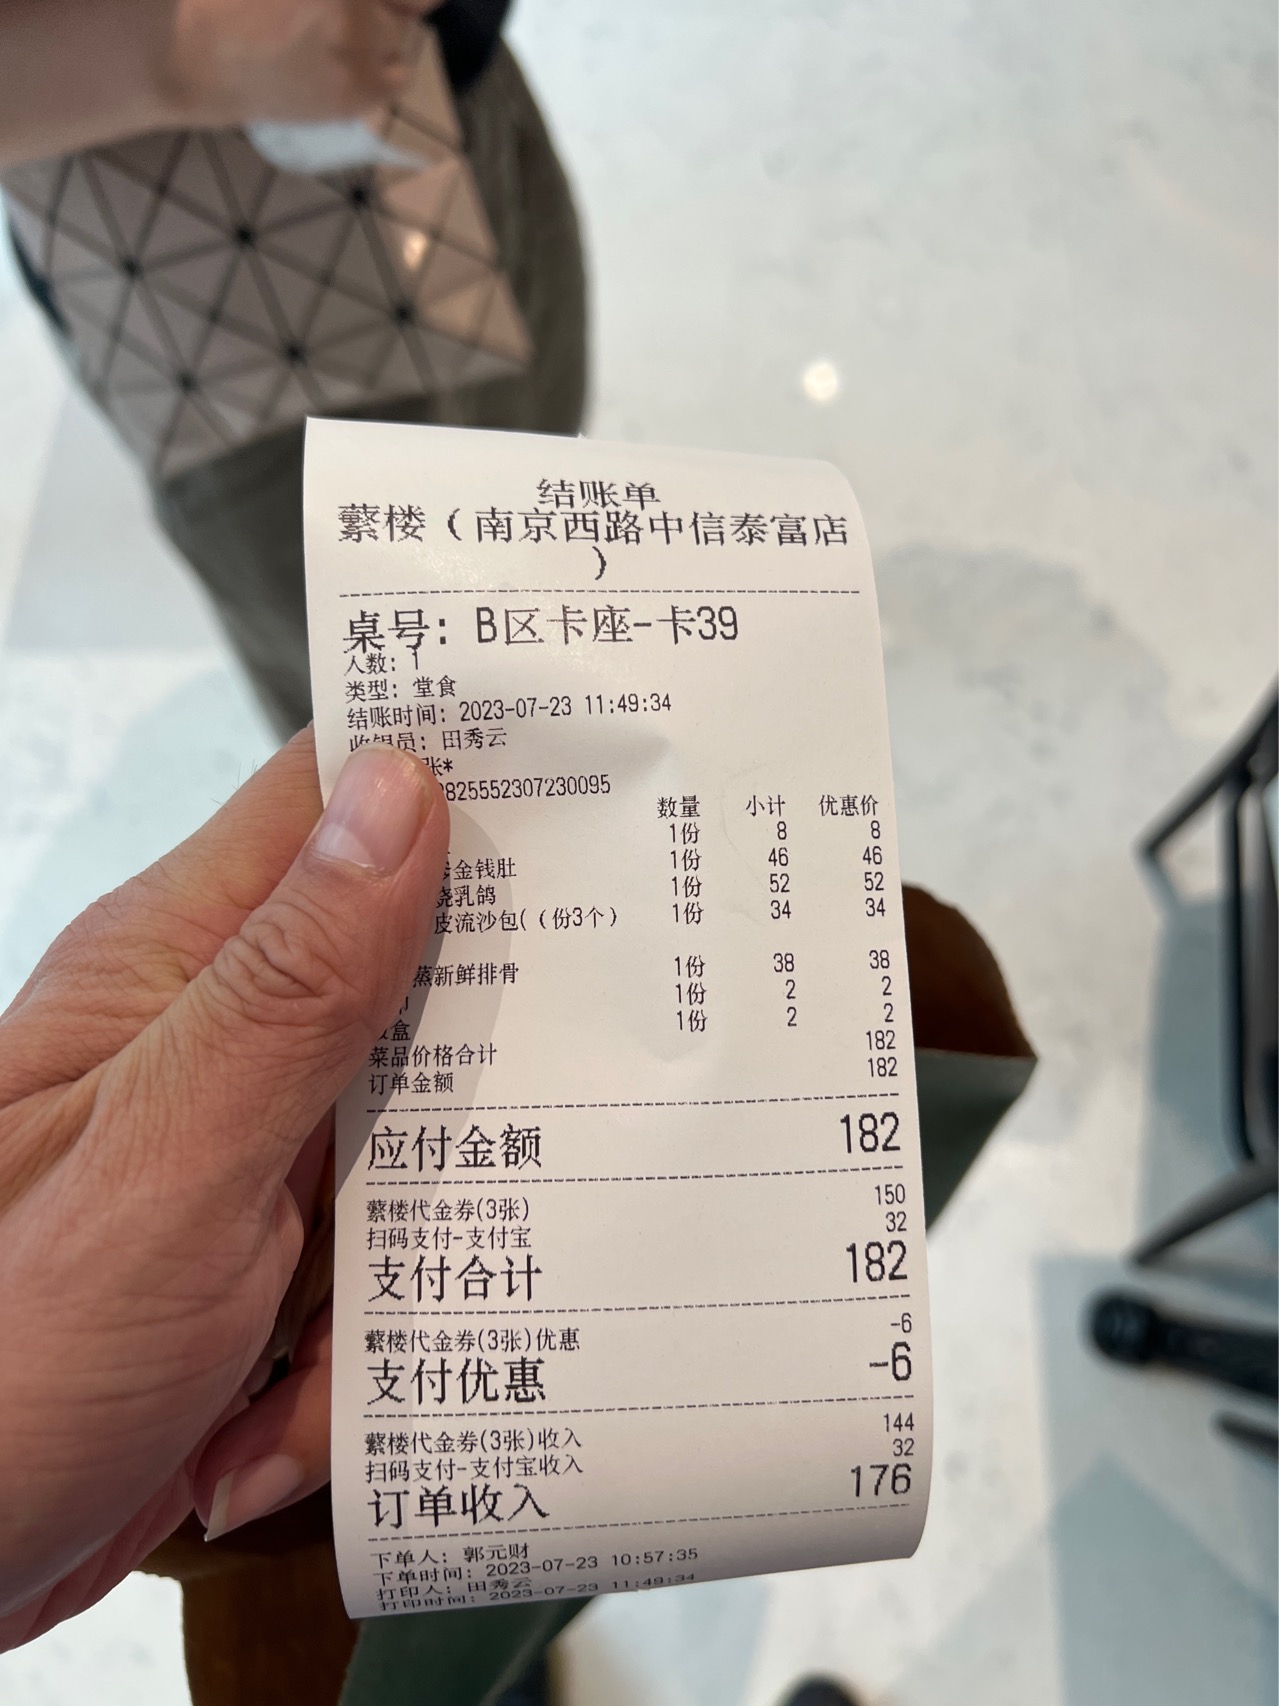 结账单
蘩楼（南京西路中信泰富店
）
桌号: B区卡座-卡39
人数: 1
类型: 堂食
结账时间: 2023-07-23 11:49:34
收银员: 田秀云
张*
825552307230095
数量 小计 优惠价
1份 8 8
金钱肚 1份 46 46
烧乳鸽 1份 52 52
皮流沙包(（份3个） 1份 34 34
蒸新鲜排骨 1份 38 38
1份 2 2
盒 1份 2 2
菜品价格合计 182
订单金额 182
应付金额 182
蘩楼代金券(3张) 150
扫码支付-支付宝 32
支付合计 182
蘩楼代金券(3张)优惠 -6
支付优惠 -6
蘩楼代金券(3张)收入 144
扫码支付-支付宝收入 32
订单收入 176
下单人: 郭元财
下单时间: 2023-07-23 10:57:35
打印人: 田秀云
打印时间: 2023-07-23 11:49:34